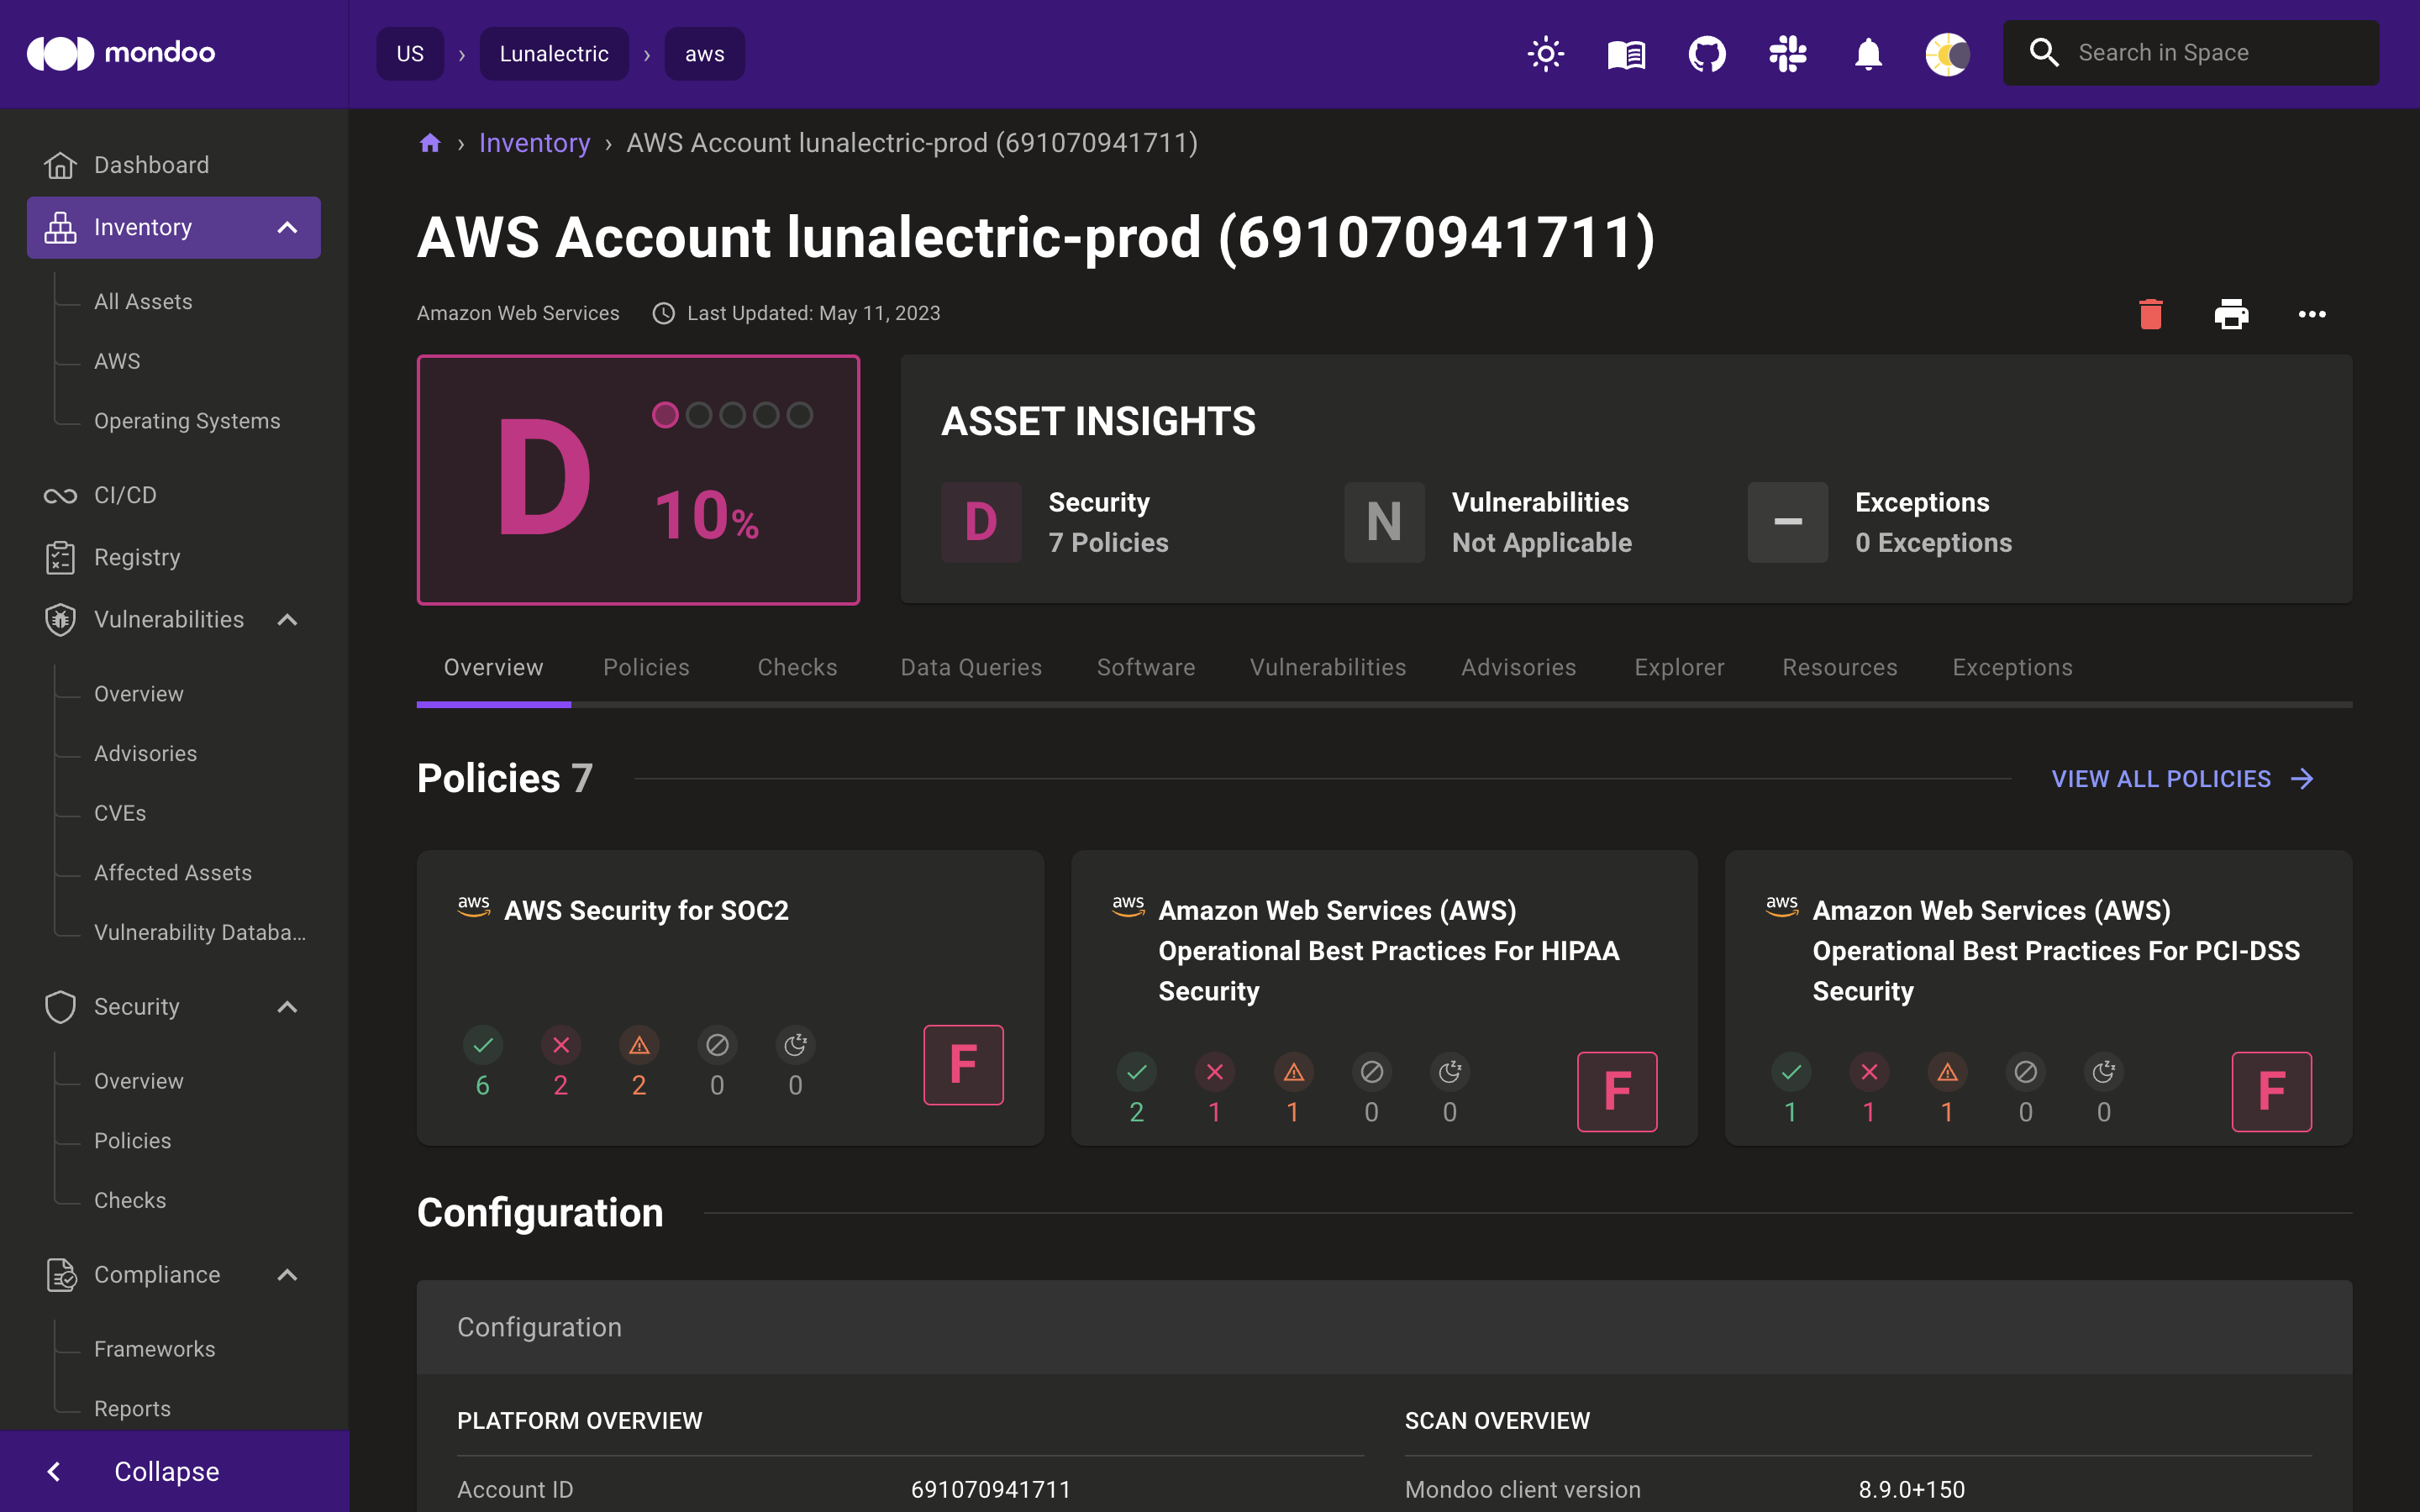 mondoo
US › Lunalectric › aws
Search in Space
Dashboard
Inventory
All Assets
AWS
Operating Systems
CI/CD
Registry
Vulnerabilities
Overview
Advisories
CVEs
Affected Assets
Vulnerability Databa...
Security
Overview
Policies
Checks
Compliance
Frameworks
Reports
Collapse
› Inventory › AWS Account lunalectric-prod (691070941711)
AWS Account lunalectric-prod (691070941711)
Amazon Web Services Last Updated: May 11, 2023
D
10%
ASSET INSIGHTS
D Security
7 Policies
N Vulnerabilities
Not Applicable
– Exceptions
0 Exceptions
Overview Policies Checks Data Queries Software Vulnerabilities Advisories Explorer Resources Exceptions
Policies 7
VIEW ALL POLICIES
aws AWS Security for SOC2
6 2 2 0 0
F
aws Amazon Web Services (AWS)
Operational Best Practices For HIPAA
Security
2 1 1 0 0
F
aws Amazon Web Services (AWS)
Operational Best Practices For PCI-DSS
Security
1 1 1 0 0
F
Configuration
Configuration
PLATFORM OVERVIEW
Account ID 691070941711
SCAN OVERVIEW
Mondoo client version 8.9.0+150